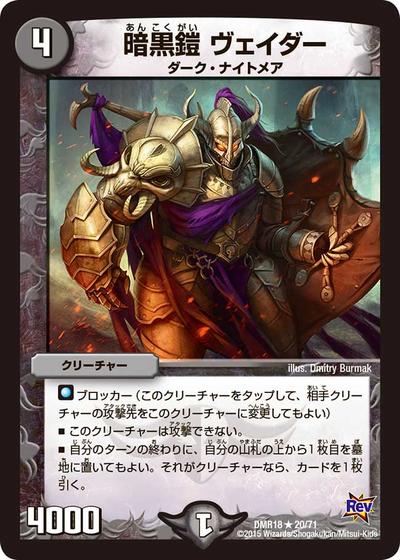 4
あんこくがい
暗黒鎧 ヴェイダー
ダーク・ナイトメア
クリーチャー
illus. Dmitry Burmak
ブロッカー(このクリーチャーをタップして、相手クリ
ーチャーの攻撃先をこのクリーチャーに変更してもよい)
■ このクリーチャーは攻撃できない。
■ 自分のターンの終わりに、自分の山札の上から1枚目を墓
地に置いてもよい。それがクリーチャーなら、カードを1枚
引く。
4000
Rev
DMR18 ★ 20/71
©2015 Wizards/Shogakukan/Mitsui-Kids